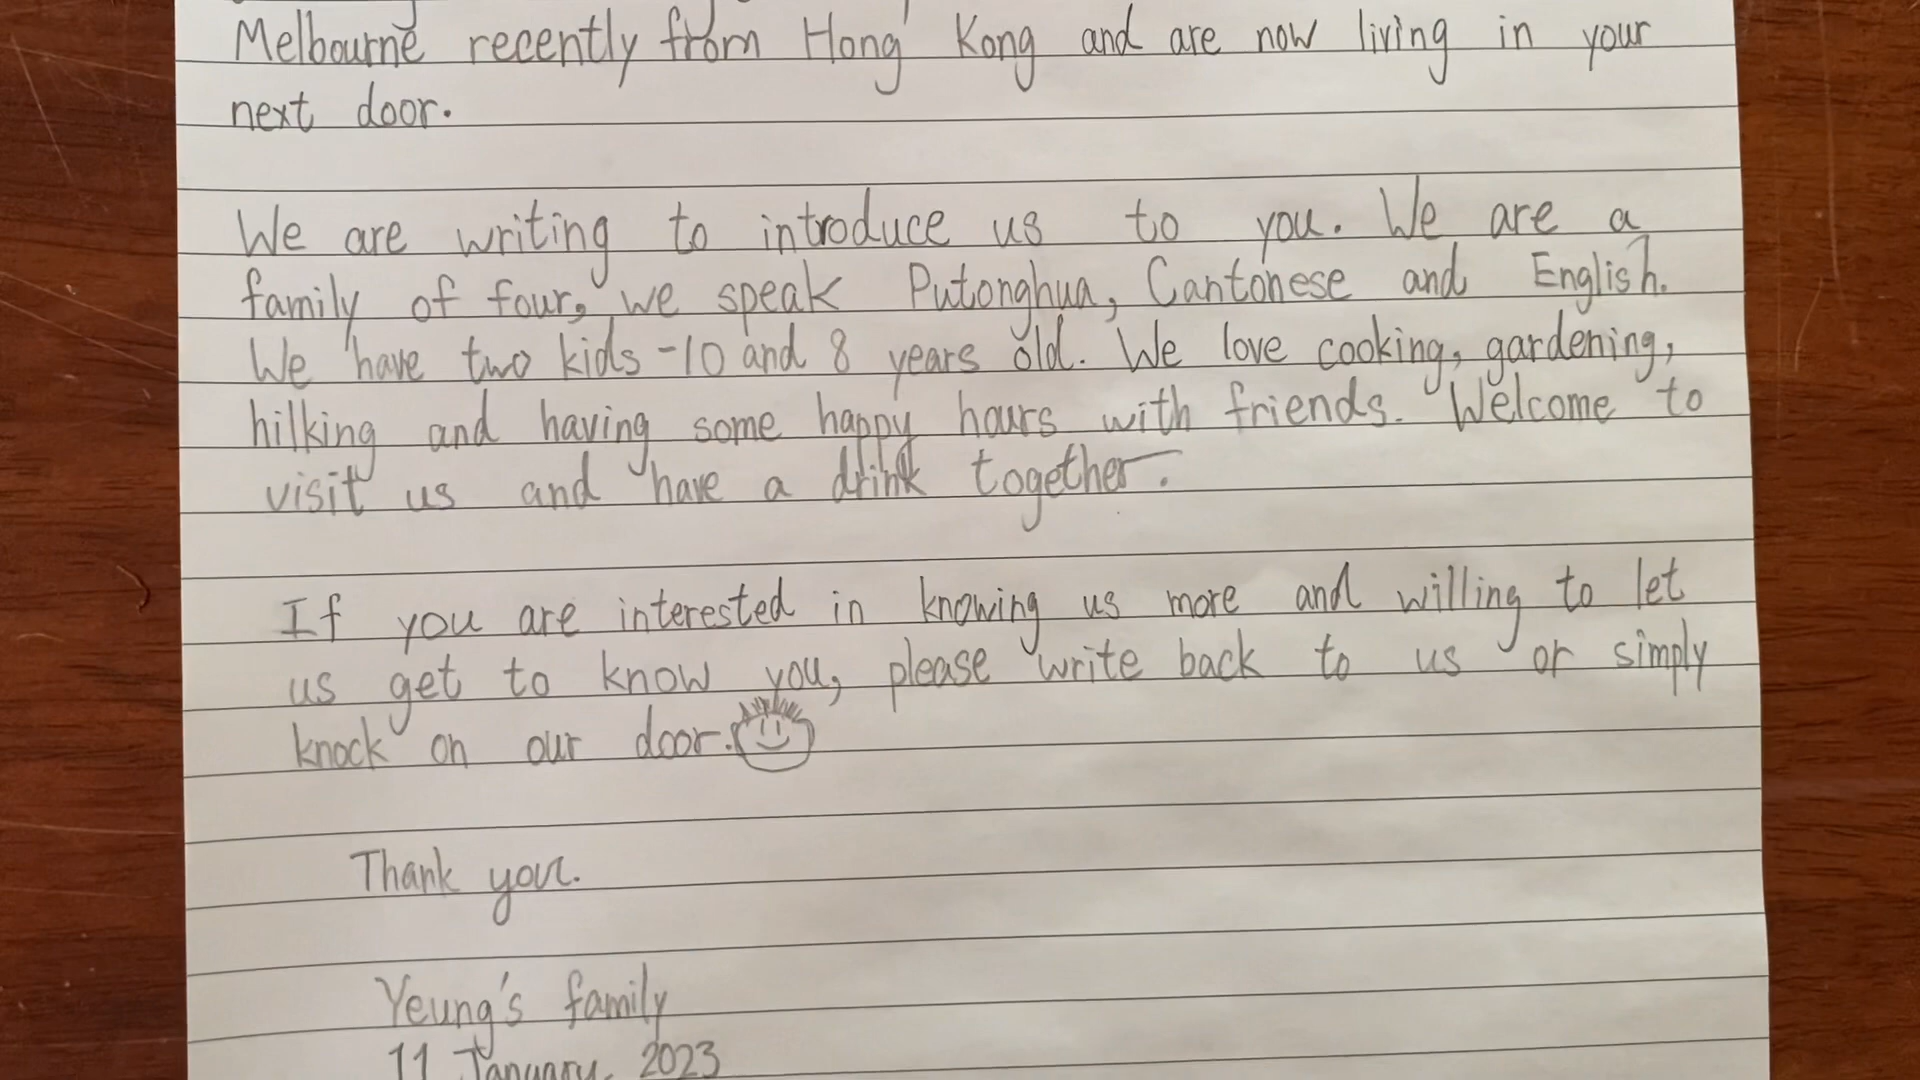 Melbourne recently from Hong Kong and are now living in your
next door.
We are writing to introduce us to you. We are a
family of four, we speak Putonghua, Cantonese and English.
We have two kids - 10 and 8 years old. We love cooking, gardening,
hilking and having some happy hours with friends. Welcome to
visit us and have a drink together.
If you are interested in knowing us more and willing to let
us get to know you, please write back to us or simply
knock on our door.
Thank you.
Yeung's family
11 January, 2023